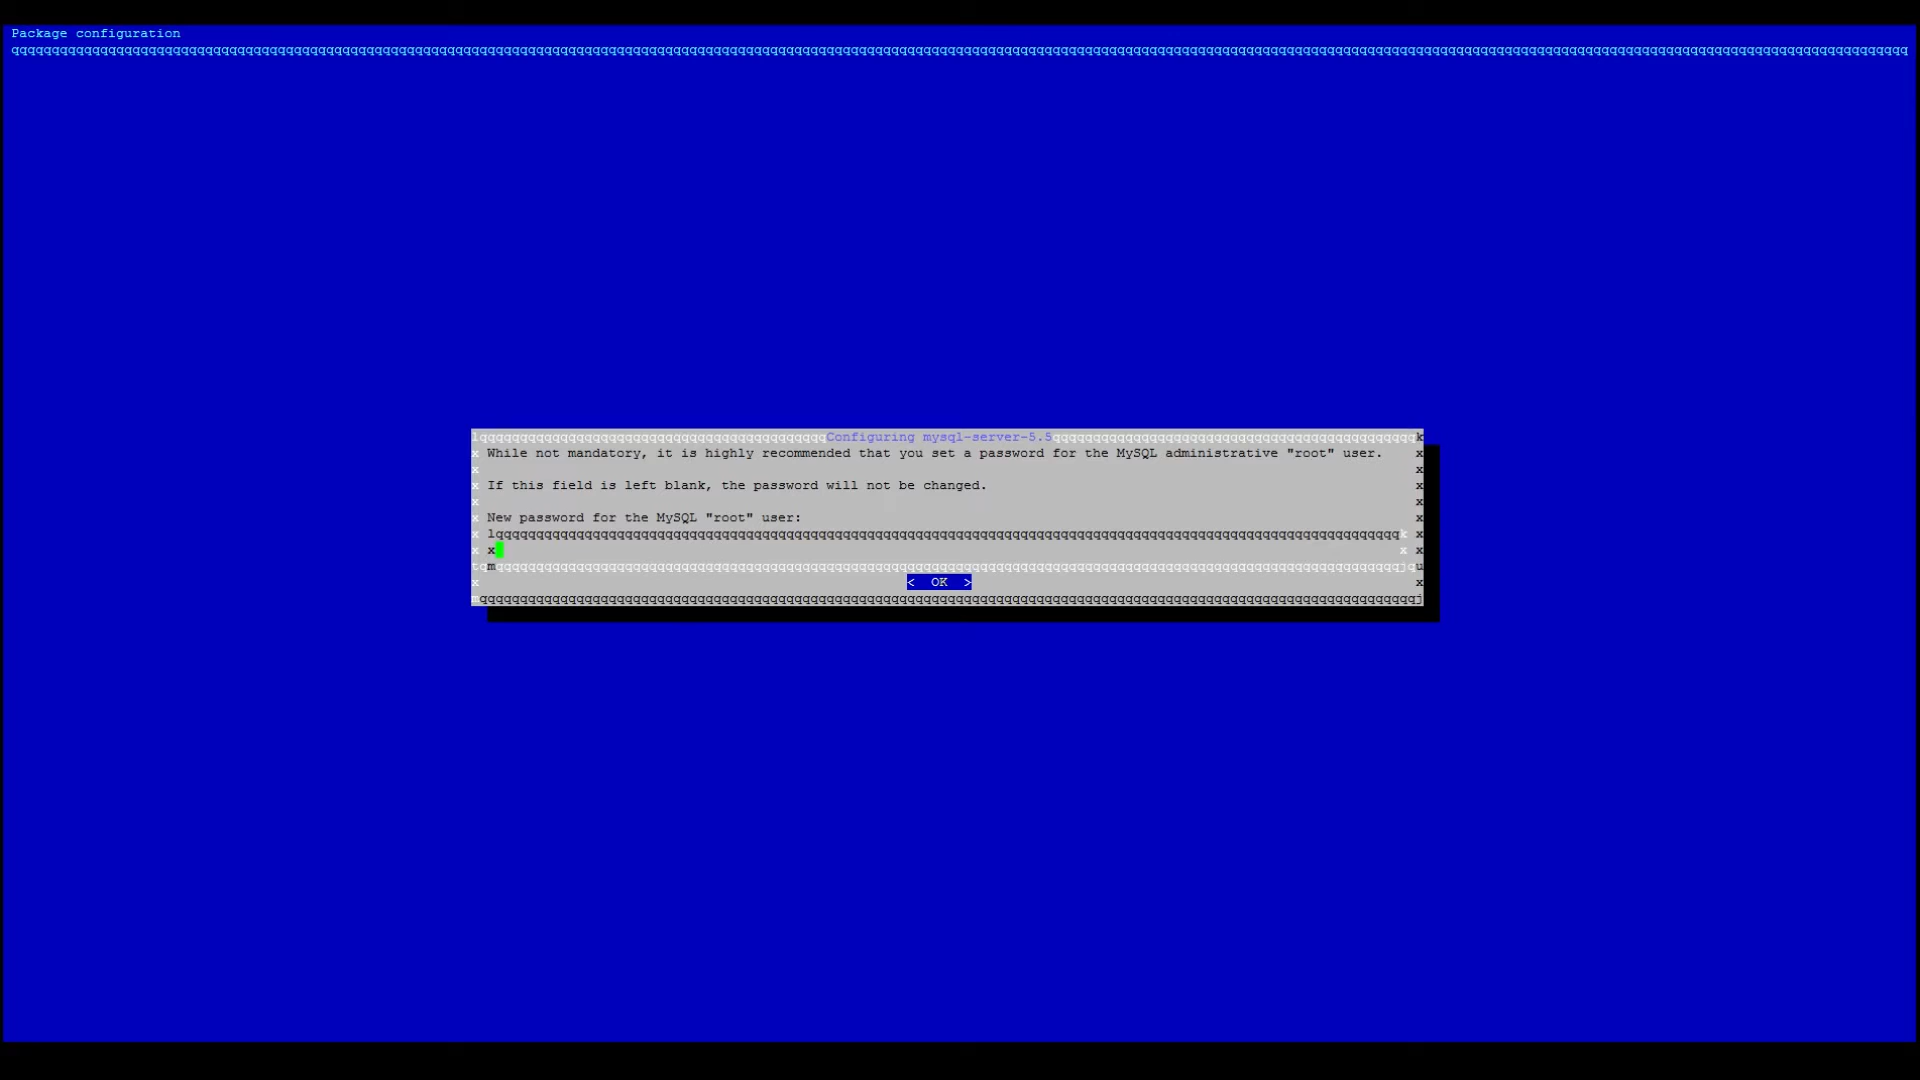 Package configuration
Configuring mysql-server-5.5
While not mandatory, it is highly recommended that you set a password for the MySQL administrative "root" user.
If this field is left blank, the password will not be changed.
New password for the MySQL "root" user:
< OK >